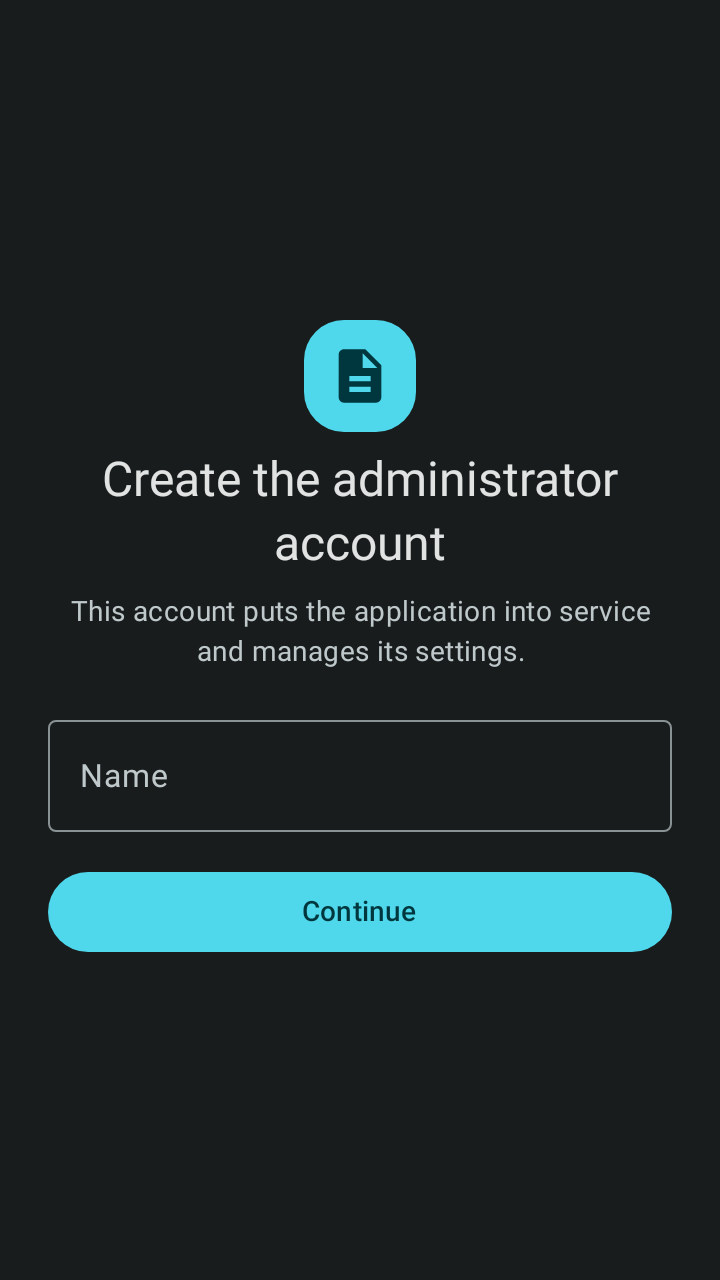 Create the administrator
account
This account puts the application into service
and manages its settings.
Name
Continue